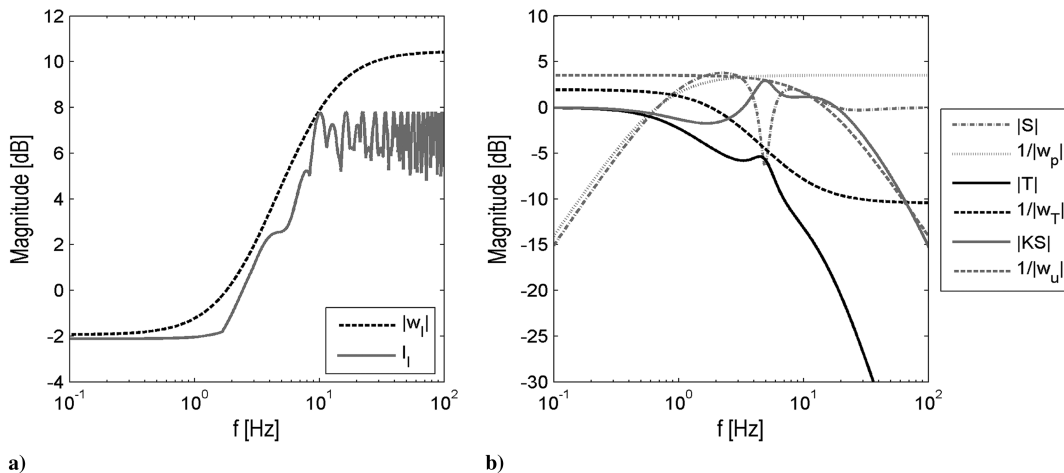 12
10
8
6
4
2
0
-2
-4
Magnitude [dB]
10^-1
10^0
10^1
10^2
f [Hz]
|w_I|
l_I
a)
10
5
0
-5
-10
-15
-20
-25
-30
Magnitude [dB]
10^-1
10^0
10^1
10^2
f [Hz]
b)
|S|
1/|w_p|
|T|
1/|w_T|
|KS|
1/|w_u|